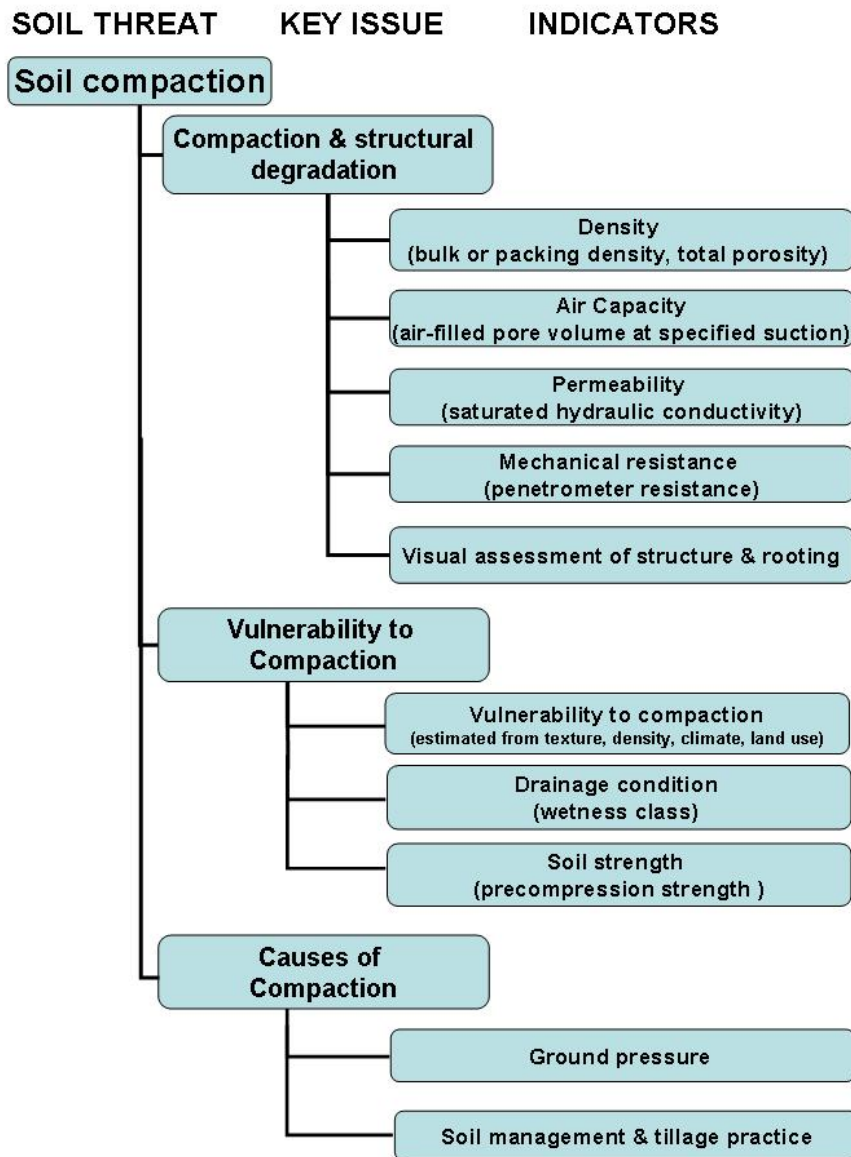 SOIL THREAT KEY ISSUE INDICATORS
Soil compaction
Compaction & structural
degradation
Density
(bulk or packing density, total porosity)
Air Capacity
(air-filled pore volume at specified suction)
Permeability
(saturated hydraulic conductivity)
Mechanical resistance
(penetrometer resistance)
Visual assessment of structure & rooting
Vulnerability to
Compaction
Vulnerability to compaction
(estimated from texture, density, climate, land use)
Drainage condition
(wetness class)
Soil strength
(precompression strength )
Causes of
Compaction
Ground pressure
Soil management & tillage practice